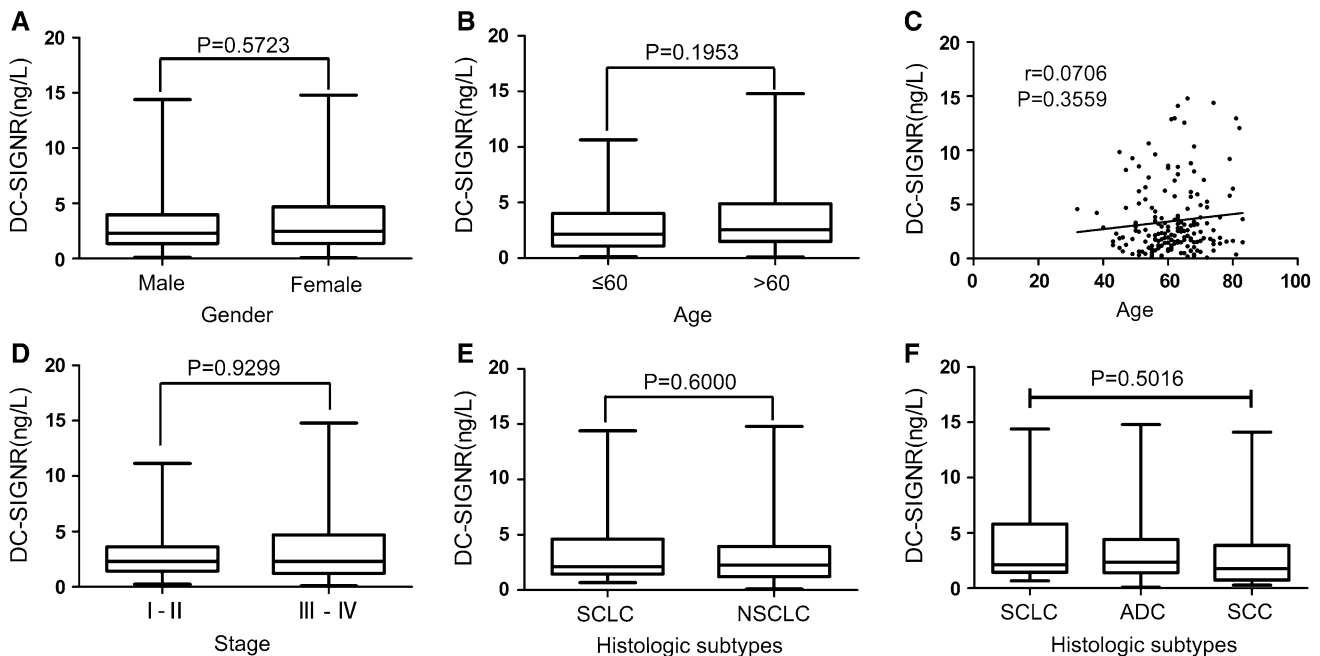 A
DC-SIGNR(ng/L)
20
15
10
5
0
P=0.5723
Male
Female
Gender
B
DC-SIGNR(ng/L)
20
15
10
5
0
P=0.1953
≤60
>60
Age
C
DC-SIGNR(ng/L)
20
15
10
5
0
r=0.0706
P=0.3559
0 20 40 60 80 100
Age
D
DC-SIGNR(ng/L)
20
15
10
5
0
P=0.9299
I - II
III - IV
Stage
E
DC-SIGNR(ng/L)
20
15
10
5
0
P=0.6000
SCLC
NSCLC
Histologic subtypes
F
DC-SIGNR(ng/L)
20
15
10
5
0
P=0.5016
SCLC
ADC
SCC
Histologic subtypes